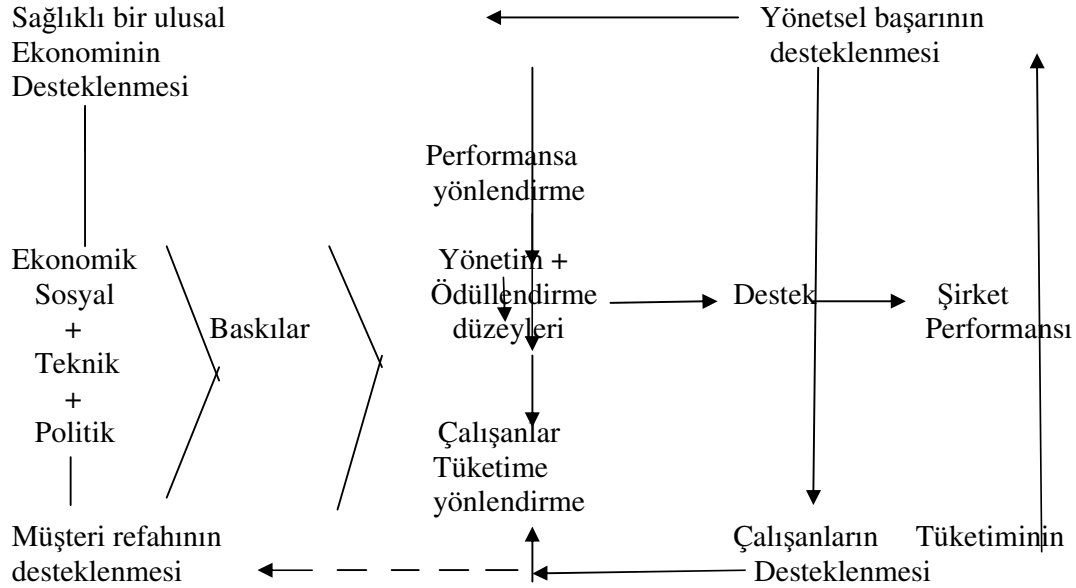 Sağlıklı bir ulusal
Ekonominin
Desteklenmesi
Yönetsel başarının
desteklenmesi
Performansa
yönlendirme
Ekonomik
Sosyal
+
Teknik
+
Politik
Baskılar
Yönetim +
Ödüllendirme
düzeyleri
Destek
Şirket
Performansı
Çalışanlar
Tüketime
yönlendirme
Müşteri refahının
desteklenmesi
Çalışanların
Desteklenmesi
Tüketiminin